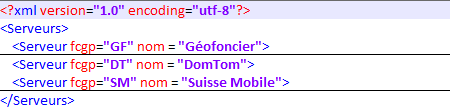 <?xml version="1.0" encoding="utf-8"?>
<Serveurs>
<Serveur fcgp="GF" nom = "Géofoncier">
<Serveur fcgp="DT" nom = "DomTom">
<Serveur fcgp="SM" nom = "Suisse Mobile">
</Serveurs>